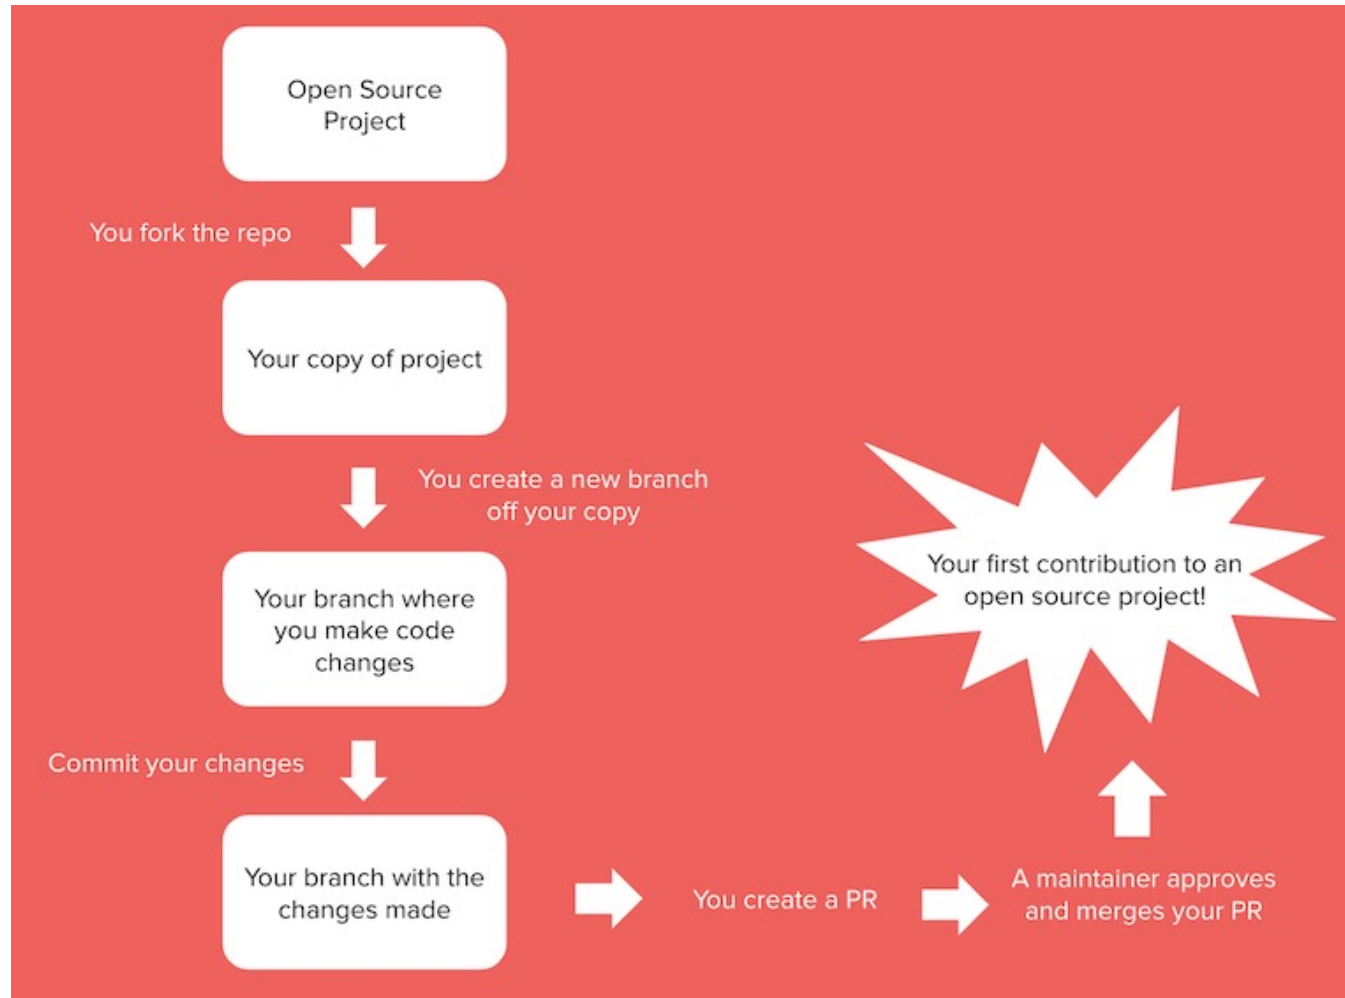 Open Source
Project
You fork the repo
Your copy of project
You create a new branch
off your copy
Your branch where
you make code
changes
Commit your changes
Your branch with the
changes made
You create a PR
A maintainer approves
and merges your PR
Your first contribution to an
open source project!